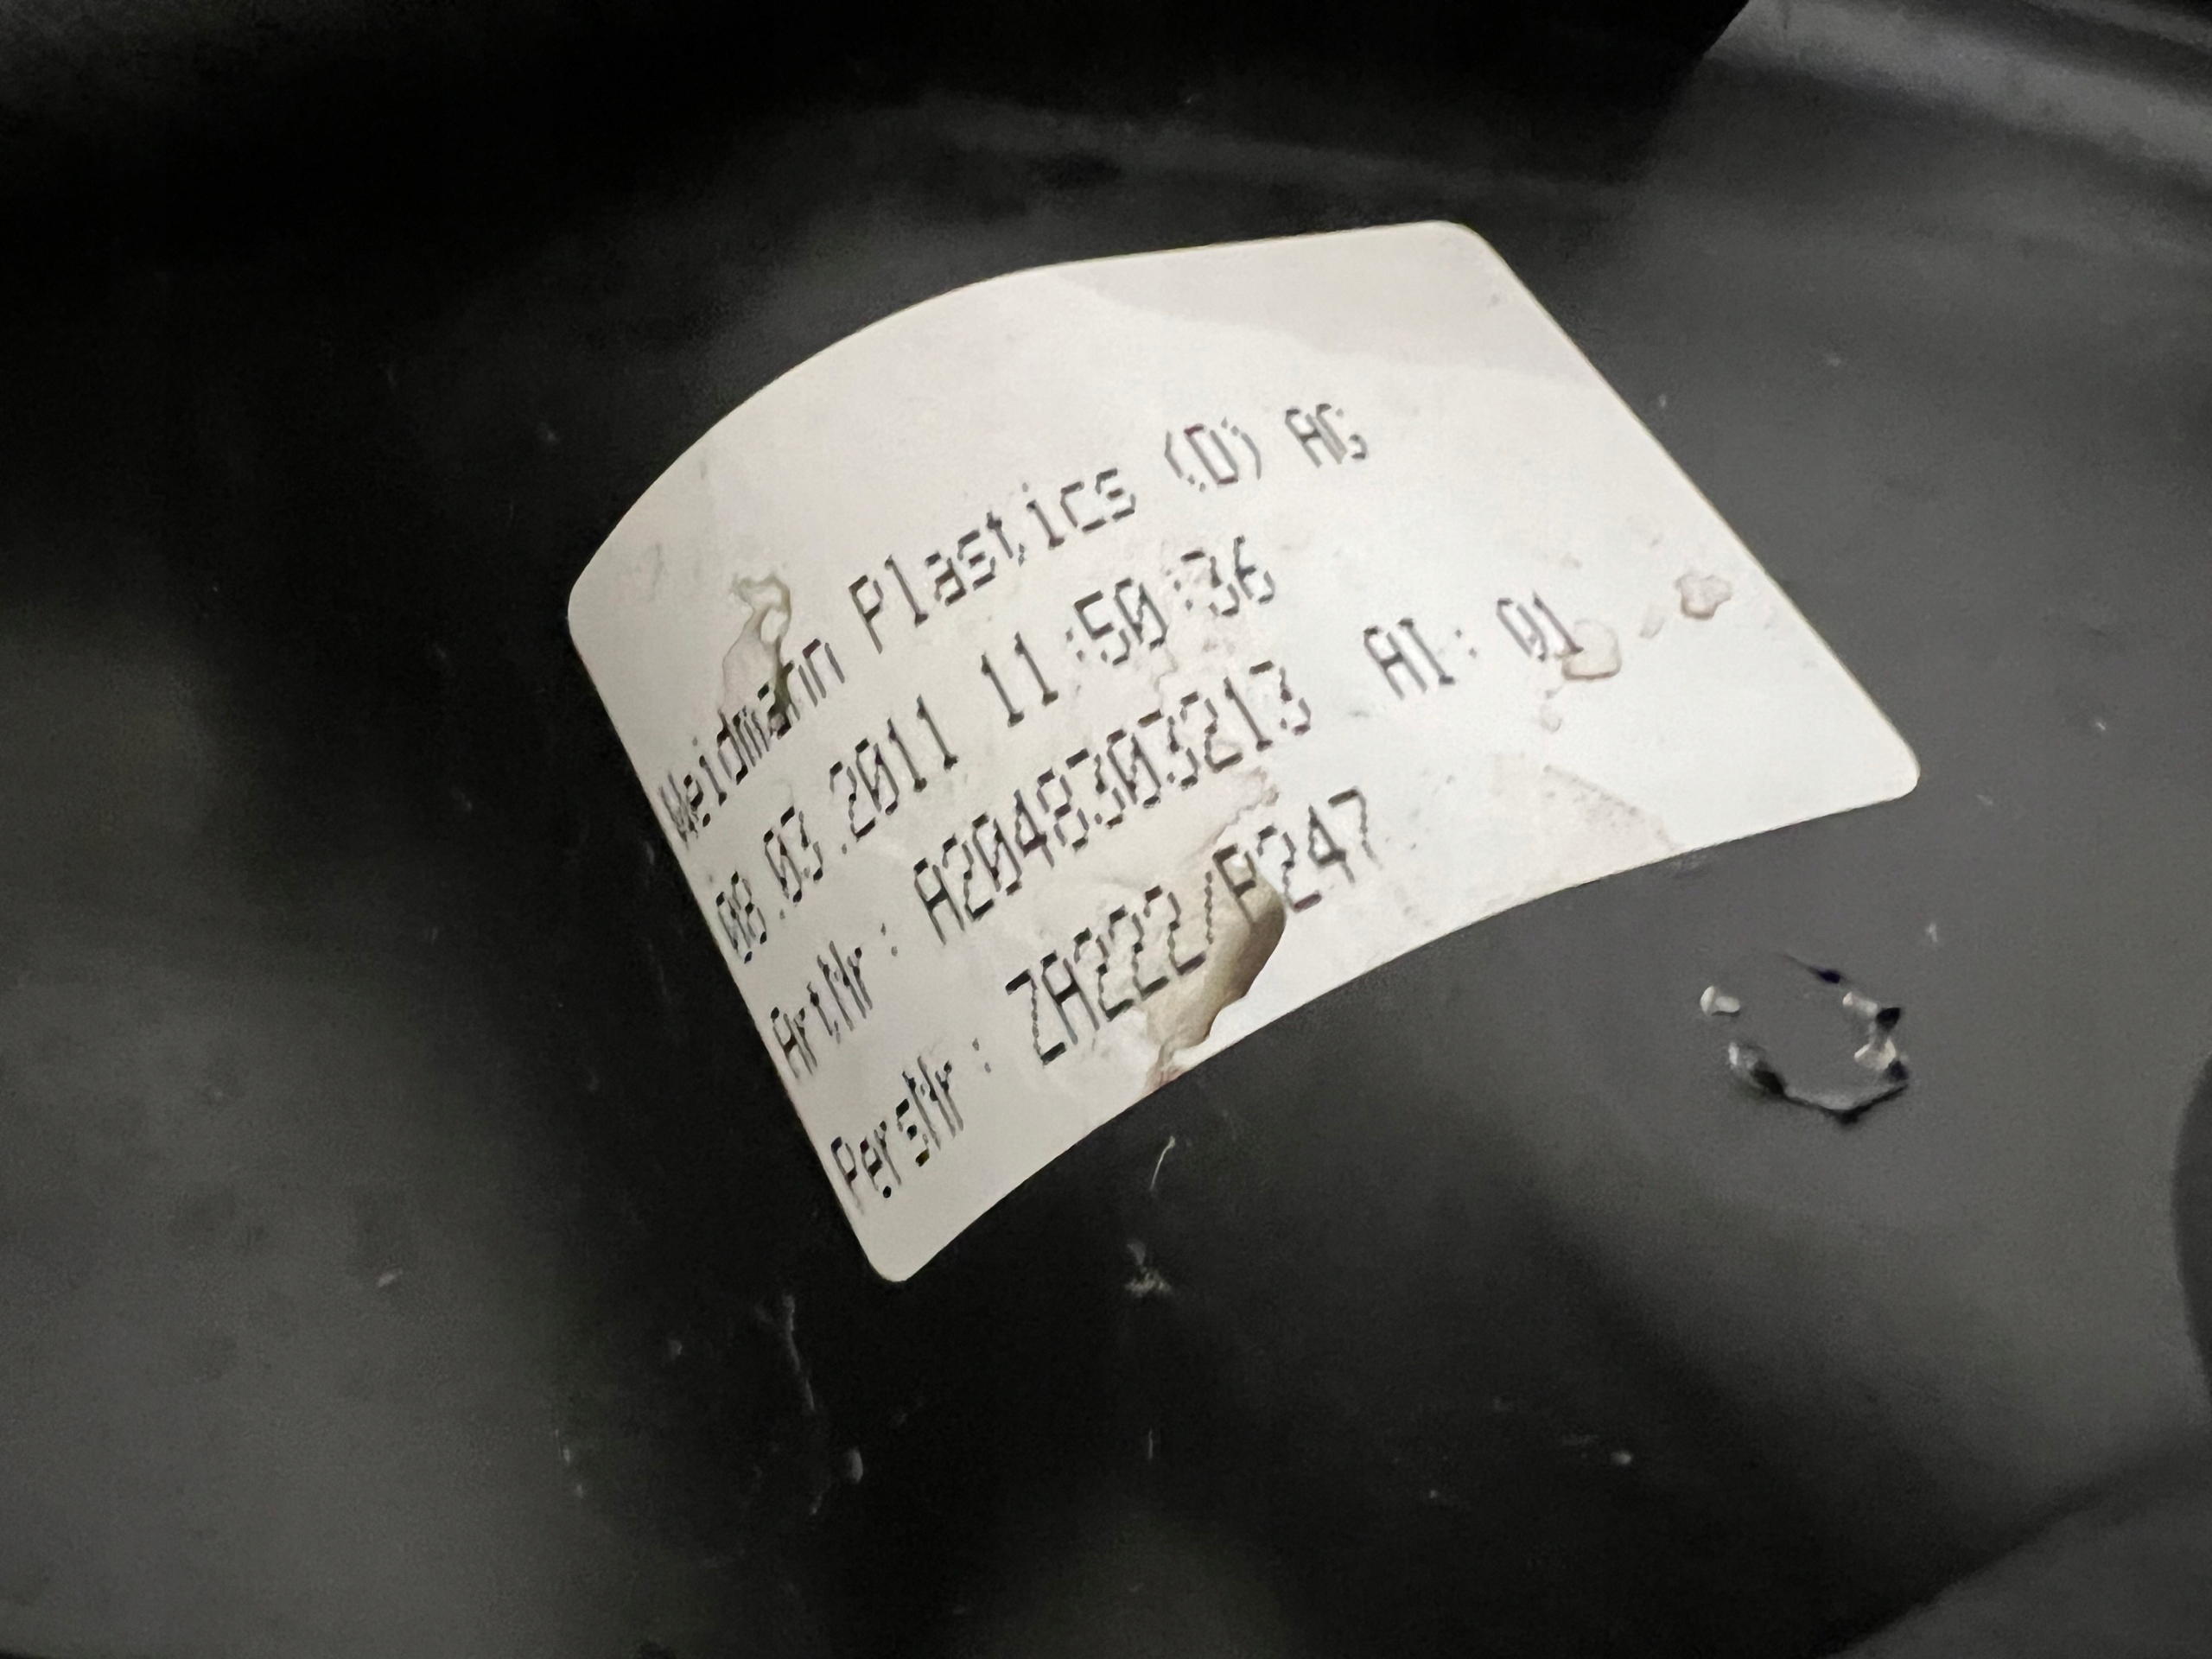 Weidmann Plastics (D) AG
08.03.2011 11:50:36
ArtNr: A2048303213 AI: 01
PersNr: ZA222/P247